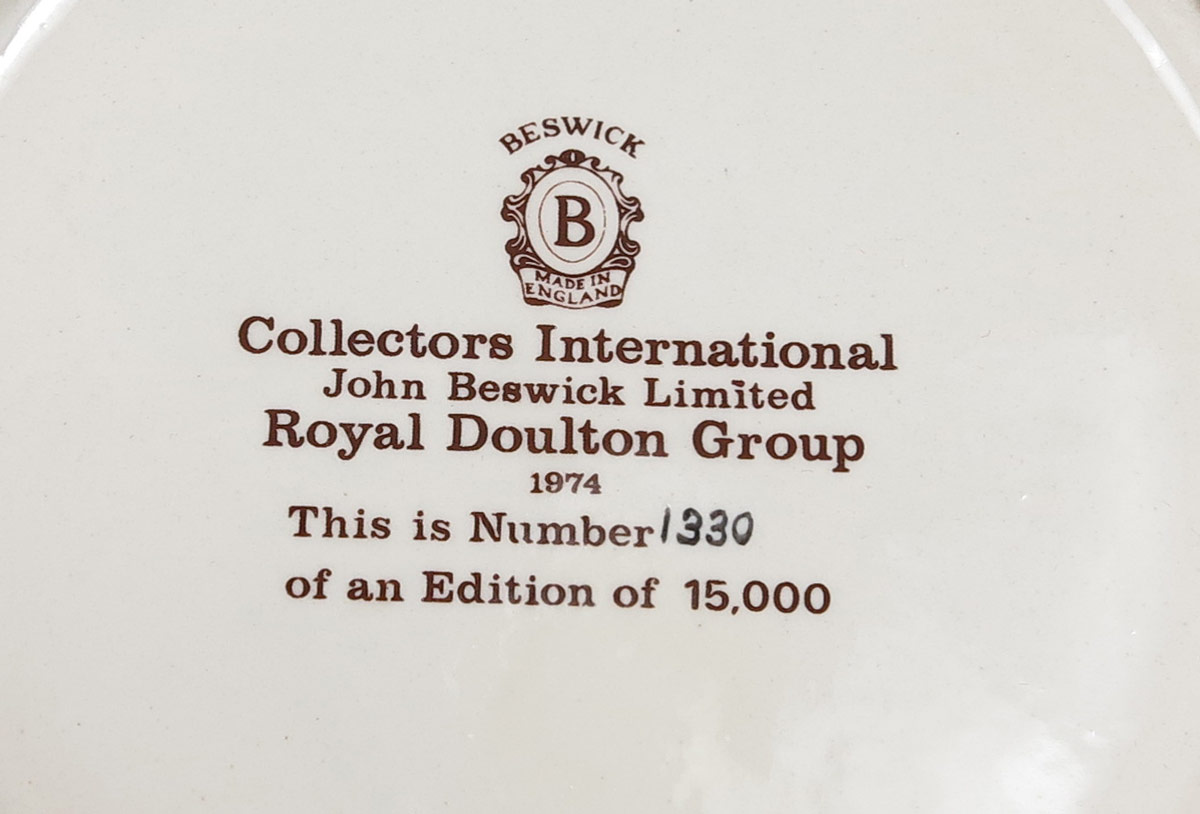 BESWICK
B
MADE IN
ENGLAND
Collectors International
John Beswick Limited
Royal Doulton Group
1974
This is Number 1330
of an Edition of 15,000